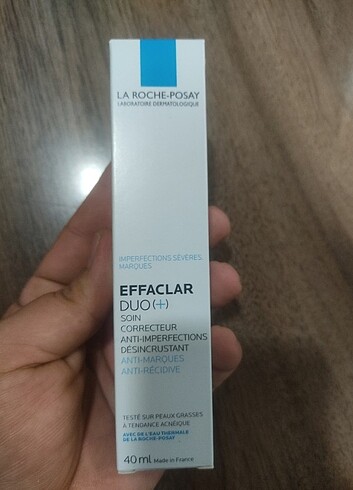 LA ROCHE-POSAY
LABORATOIRE DERMATOLOGIQUE
IMPERFECTIONS SÉVÈRES
MARQUES
EFFACLAR
DUO(+)
SOIN
CORRECTEUR
ANTI-IMPERFECTIONS
DÉSINCRUSTANT
ANTI-MARQUES
ANTI-RÉCIDIVE
TESTÉ SUR PEAUX GRASSES
À TENDANCE ACNÉIQUE
AVEC DE L'EAU THERMALE
DE LA ROCHE-POSAY
40 ml Made in France